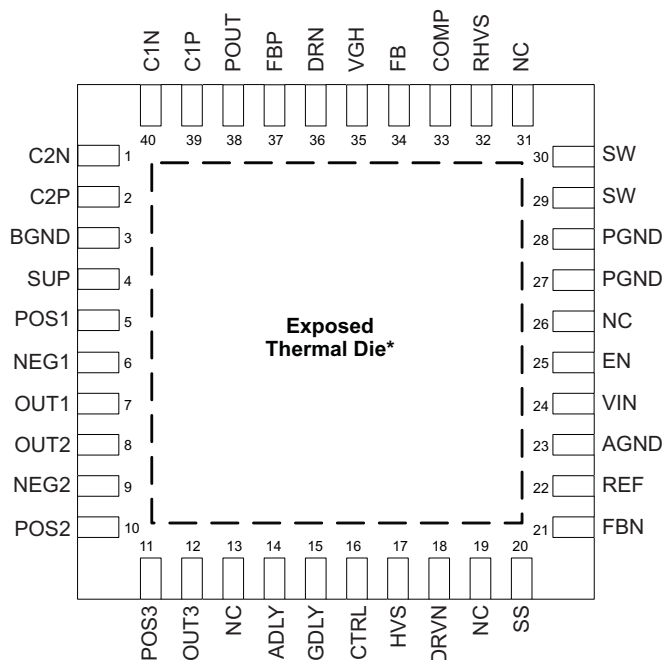 C1N C1P POUT FBP DRN VGH FB COMP RHVS NC
40 39 38 37 36 35 34 33 32 31
C2N 1 30 SW
C2P 2 29 SW
BGND 3 28 PGND
SUP 4 27 PGND
POS1 5 26 NC
NEG1 6 25 EN
OUT1 7 24 VIN
OUT2 8 23 AGND
NEG2 9 22 REF
POS2 10 21 FBN
Exposed
Thermal Die*
11 12 13 14 15 16 17 18 19 20
POS3 OUT3 NC ADLY GDLY CTRL HVS DRVN NC SS